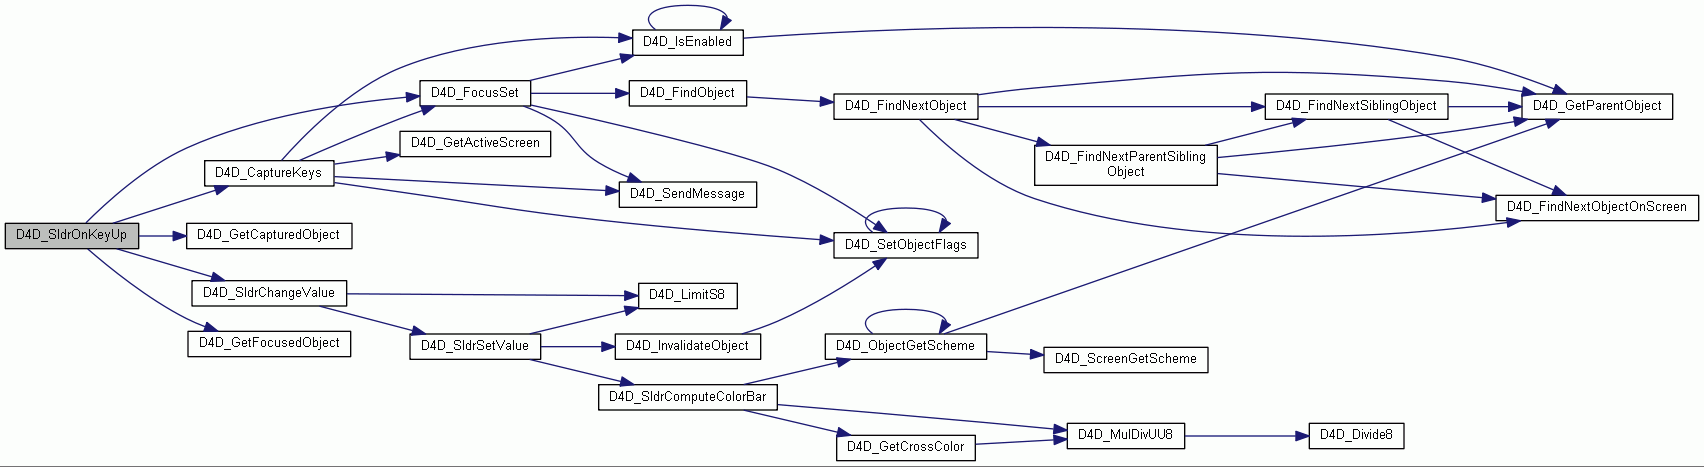 D4D_IsEnabled
D4D_FocusSet
D4D_FindObject
D4D_FindNextObject
D4D_FindNextSiblingObject
D4D_GetParentObject
D4D_GetActiveScreen
D4D_FindNextParentSibling
Object
D4D_CaptureKeys
D4D_SendMessage
D4D_FindNextObjectOnScreen
D4D_SldrOnKeyUp
D4D_GetCapturedObject
D4D_SetObjectFlags
D4D_SldrChangeValue
D4D_LimitS8
D4D_GetFocusedObject
D4D_SldrSetValue
D4D_InvalidateObject
D4D_ObjectGetScheme
D4D_ScreenGetScheme
D4D_SldrComputeColorBar
D4D_GetCrossColor
D4D_MulDivUU8
D4D_Divide8